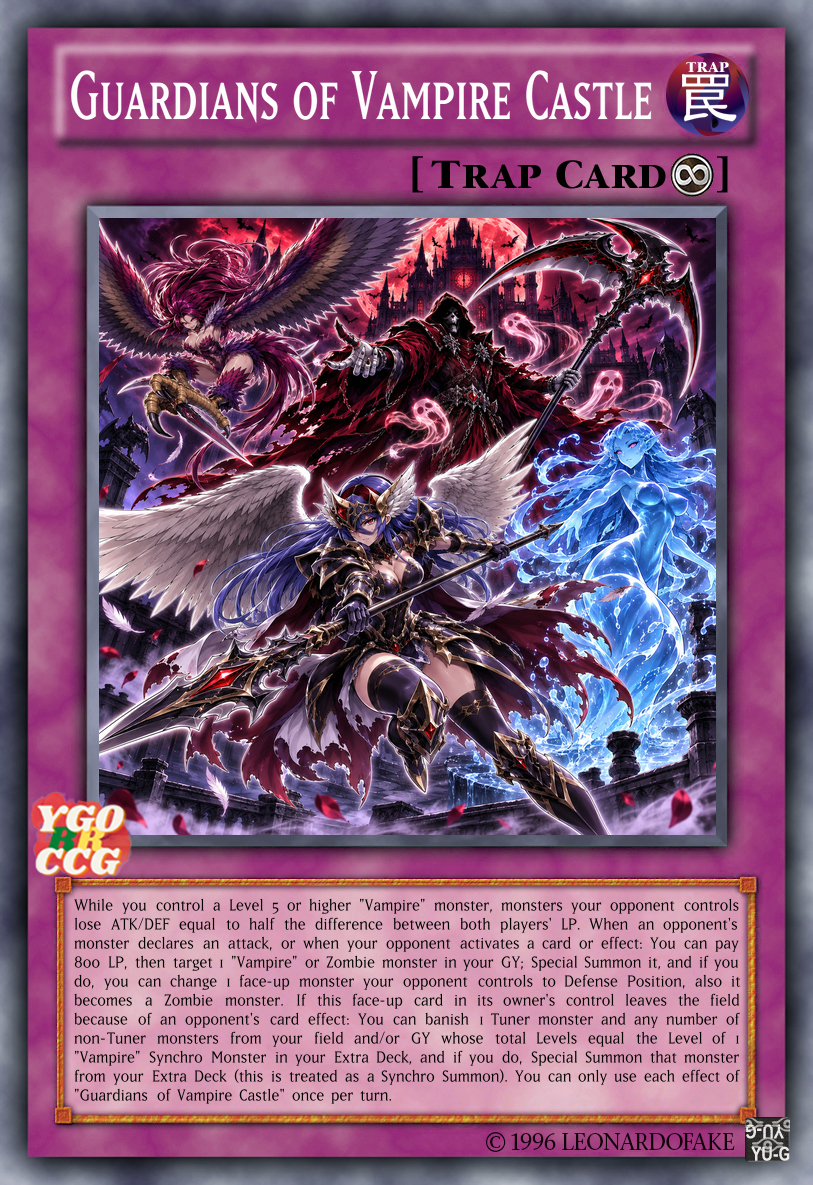 Guardians of Vampire Castle
TRAP
罠
[Trap Card∞]
YGO
BR
CCG
While you control a Level 5 or higher "Vampire" monster, monsters your opponent controls
lose ATK/DEF equal to half the difference between both players' LP. When an opponent's
monster declares an attack, or when your opponent activates a card or effect: You can pay
800 LP, then target 1 "Vampire" or Zombie monster in your GY; Special Summon it, and if you
do, you can change 1 face-up monster your opponent controls to Defense Position, also it
becomes a Zombie monster. If this face-up card in its owner's control leaves the field
because of an opponent's card effect: You can banish 1 Tuner monster and any number of
non-Tuner monsters from your field and/or GY whose total Levels equal the Level of 1
"Vampire" Synchro Monster in your Extra Deck, and if you do, Special Summon that monster
from your Extra Deck (this is treated as a Synchro Summon). You can only use each effect of
"Guardians of Vampire Castle" once per turn.
© 1996 LEONARDOFAKE
YU-G